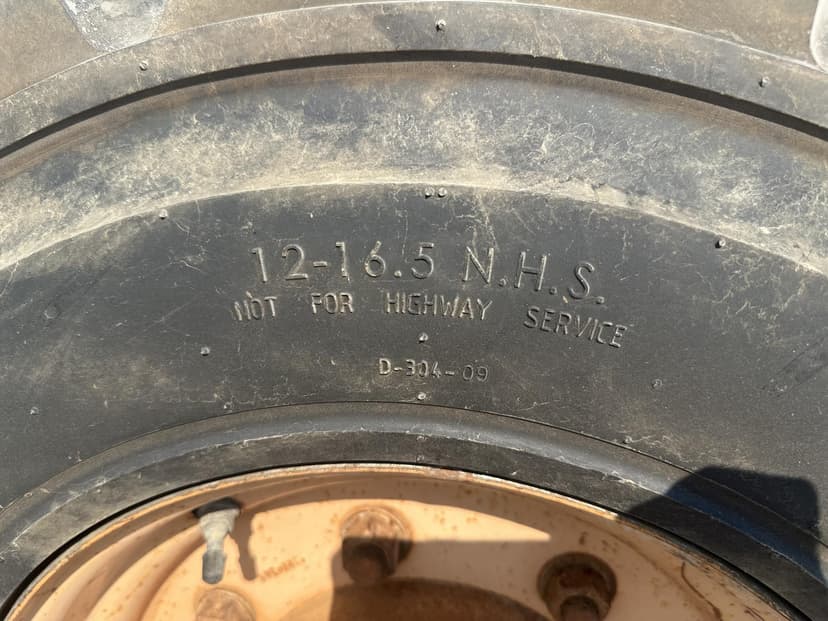 12-16.5 N.H.S.
NOT FOR HIGHWAY SERVICE
D-304-09